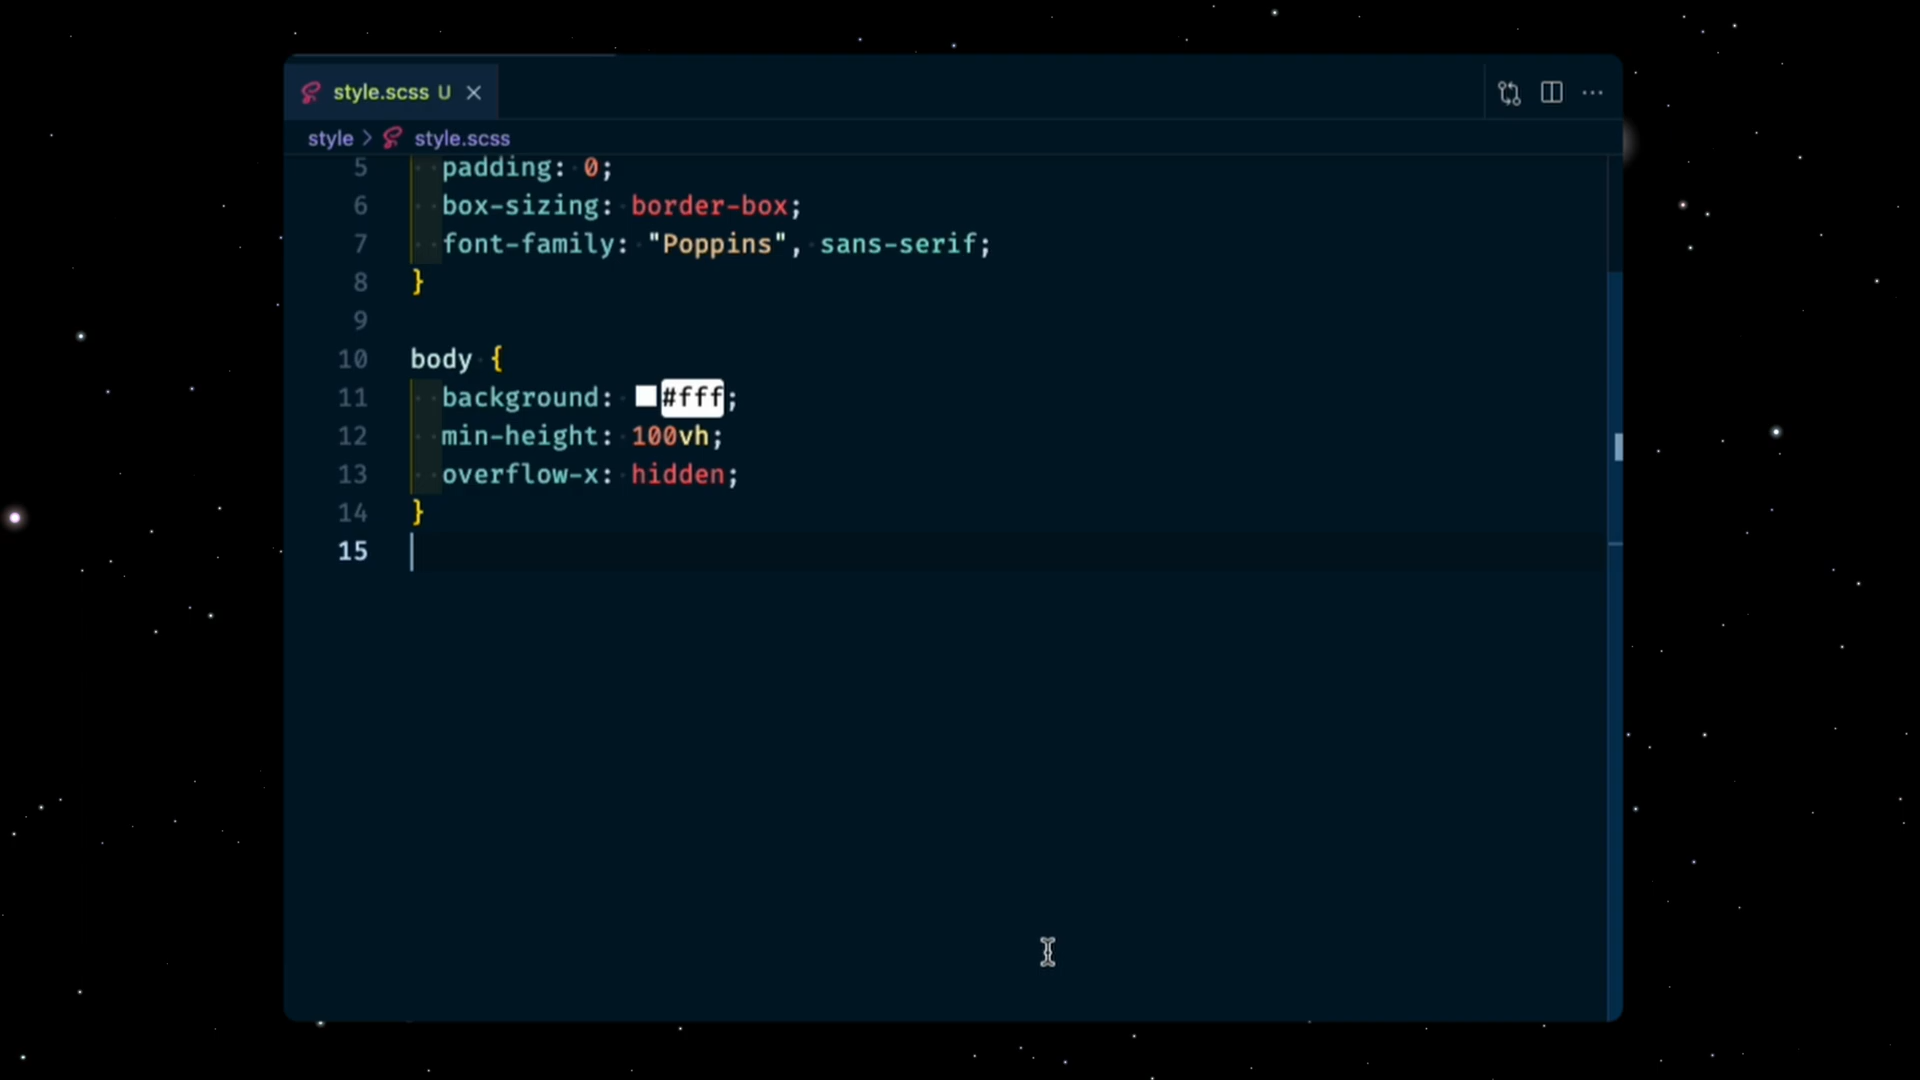 style.scss U
style > style.scss
5 padding: 0;
6 box-sizing: border-box;
7 font-family: "Poppins", sans-serif;
8 }
9
10 body {
11 background: #fff;
12 min-height: 100vh;
13 overflow-x: hidden;
14 }
15